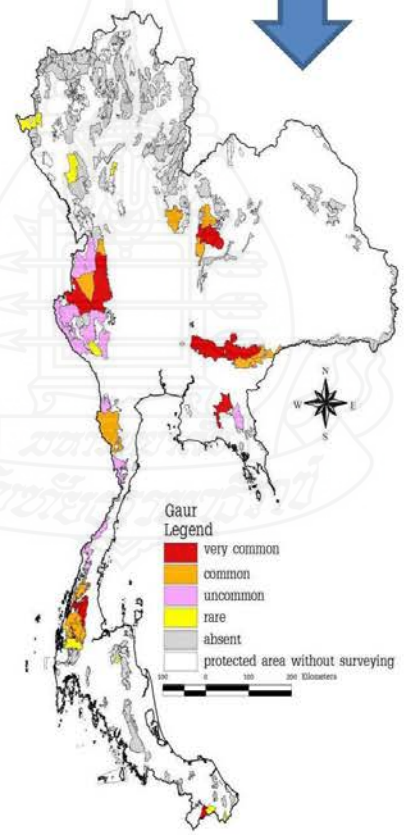 N
W E
S
Gaur
Legend
very common
common
uncommon
rare
absent
protected area without surveying
100 0 100 200 Kilometers